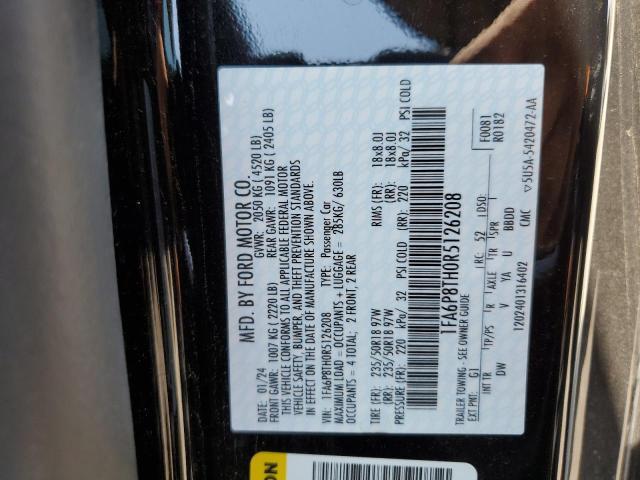 MFD. BY FORD MOTOR CO.
DATE: 01/24 GVWR: 2050 KG ( 4520 LB)
FRONT GAWR: 1007 KG ( 2220 LB) REAR GAWR: 1091 KG ( 2405 LB)
THIS VEHICLE CONFORMS TO ALL APPLICABLE FEDERAL MOTOR
VEHICLE SAFETY, BUMPER, AND THEFT PREVENTION STANDARDS
IN EFFECT ON THE DATE OF MANUFACTURE SHOWN ABOVE.
VIN: 1FA6P8TH0R5126208 TYPE: Passenger Car
MAXIMUM LOAD = OCCUPANTS + LUGGAGE = 285KG/ 630LB
OCCUPANTS = 4 TOTAL; 2 FRONT, 2 REAR
TIRE (FR): 235/50R18 97W RIMS (FR): 18x8.0J
(RR): 235/50R18 97W (RR): 18x8.0J
PRESSURE (FR): 220 kPa/ 32 PSI COLD (RR): 220 kPa/ 32 PSI COLD
1FA6P8TH0R5126208
TRAILER TOWING - SEE OWNER GUIDE F0081
EXT PNT: G1 RC: 52 DSO: R0182
INT TR TP/PS R AXLE TR SPR
DW V YA U BBDD
1202401316402 CMC 5U5A-5420472-AA
ON